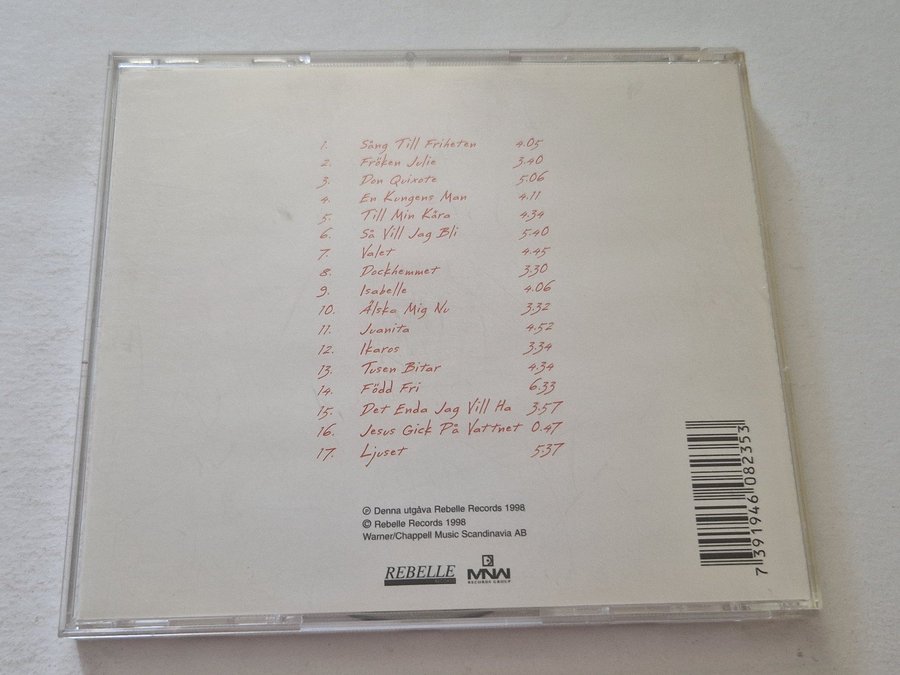 1. Sång Till Friheten 4.05
2. Fröken Julie 3.40
3. Don Quixote 5.06
4. En Kungens Man 4.11
5. Till Min Kära 4.34
6. Så Vill Jag Bli 5.40
7. Valet 4.45
8. Dockhemmet 3.30
9. Isabelle 4.06
10. Älska Mig Nu 3.32
11. Juanita 4.52
12. Ikaros 3.34
13. Tusen Bitar 4.34
14. Född Fri 6.33
15. Det Enda Jag Vill Ha 3.57
16. Jesus Gick På Vattnet 0.47
17. Ljuset 5.37
℗ Denna utgåva Rebelle Records 1998
© Rebelle Records 1998
Warner/Chappell Music Scandinavia AB
REBELLE
MNW
RECORDS GROUP
7 391946 082353